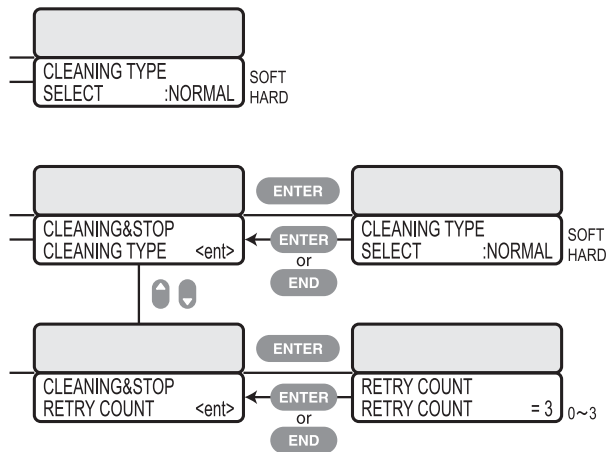 CLEANING TYPE
SELECT :NORMAL
SOFT
HARD
CLEANING&STOP
CLEANING TYPE <ent>
ENTER
ENTER
or
END
CLEANING TYPE
SELECT :NORMAL
SOFT
HARD
CLEANING&STOP
RETRY COUNT <ent>
ENTER
ENTER
or
END
RETRY COUNT
RETRY COUNT = 3
0~3